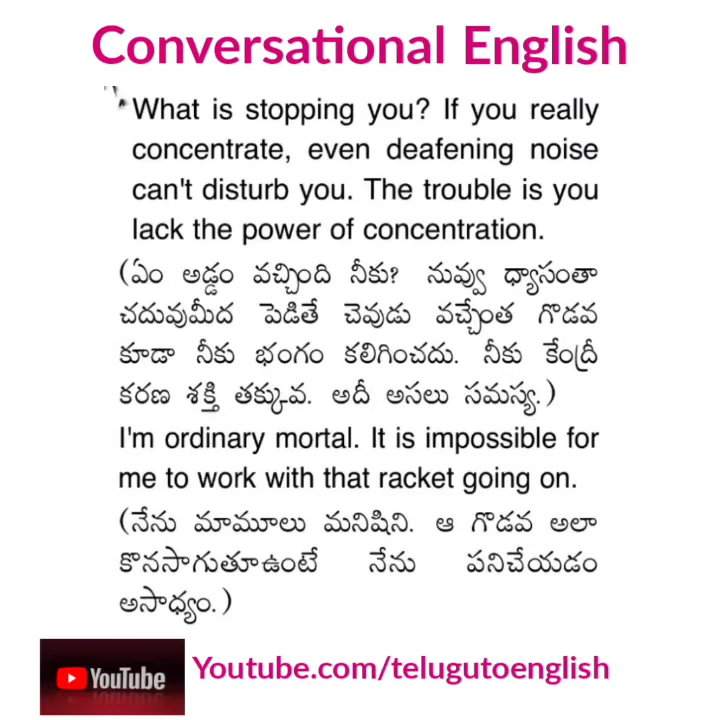 Conversational English
What is stopping you? If you really
concentrate, even deafening noise
can't disturb you. The trouble is you
lack the power of concentration.
(ఏం అడ్డం వచ్చింది నీకు? నువ్వు ధ్యాసంతా
చదువుమీద పెడితే చెవుడు వచ్చేంత గొడవ
కూడా నీకు భంగం కలిగించదు. నీకు కేంద్రీ
కరణ శక్తి తక్కువ. అదీ అసలు సమస్య.)
I'm ordinary mortal. It is impossible for
me to work with that racket going on.
(నేను మామూలు మనిషిని. ఆ గొడవ అలా
కొనసాగుతూఉంటే నేను పనిచేయడం
అసాధ్యం.)
YouTube
Youtube.com/telugutoenglish